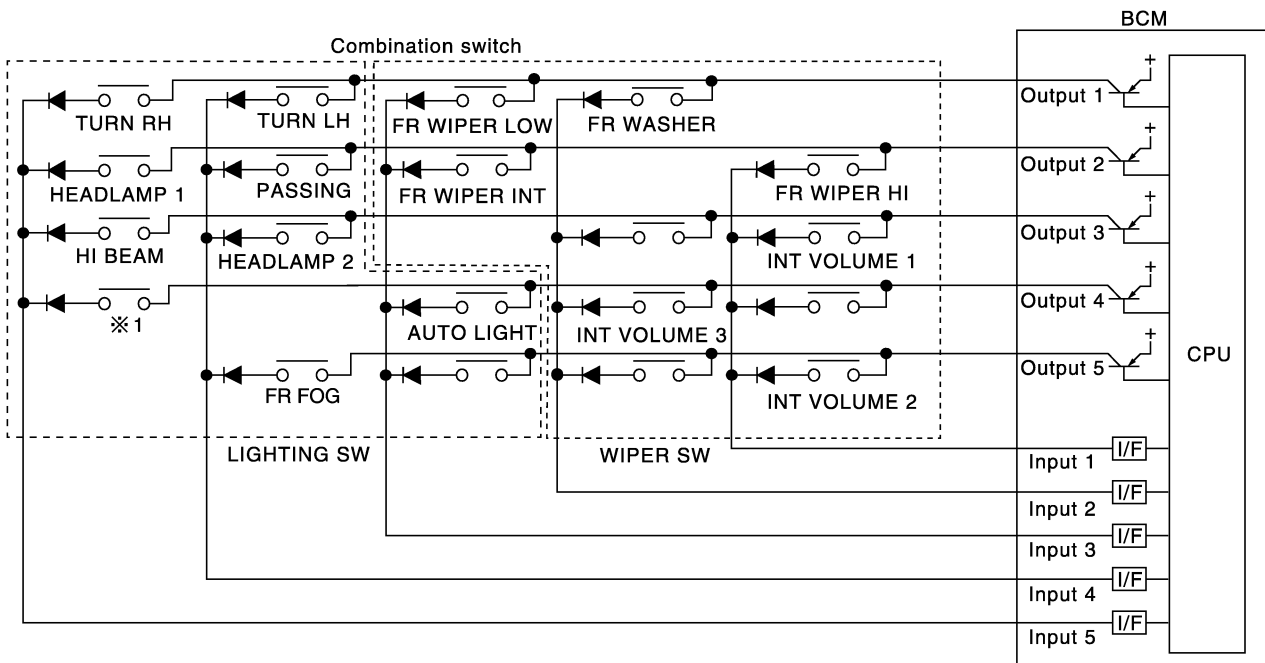 BCM
Combination switch
+
Output 1
TURN RH
TURN LH
FR WIPER LOW
FR WASHER
+
Output 2
HEADLAMP 1
PASSING
FR WIPER INT
FR WIPER HI
+
Output 3
HI BEAM
HEADLAMP 2
INT VOLUME 1
+
Output 4
※1
AUTO LIGHT
INT VOLUME 3
+
CPU
Output 5
FR FOG
INT VOLUME 2
LIGHTING SW
WIPER SW
Input 1
I/F
Input 2
I/F
Input 3
I/F
Input 4
I/F
Input 5
I/F